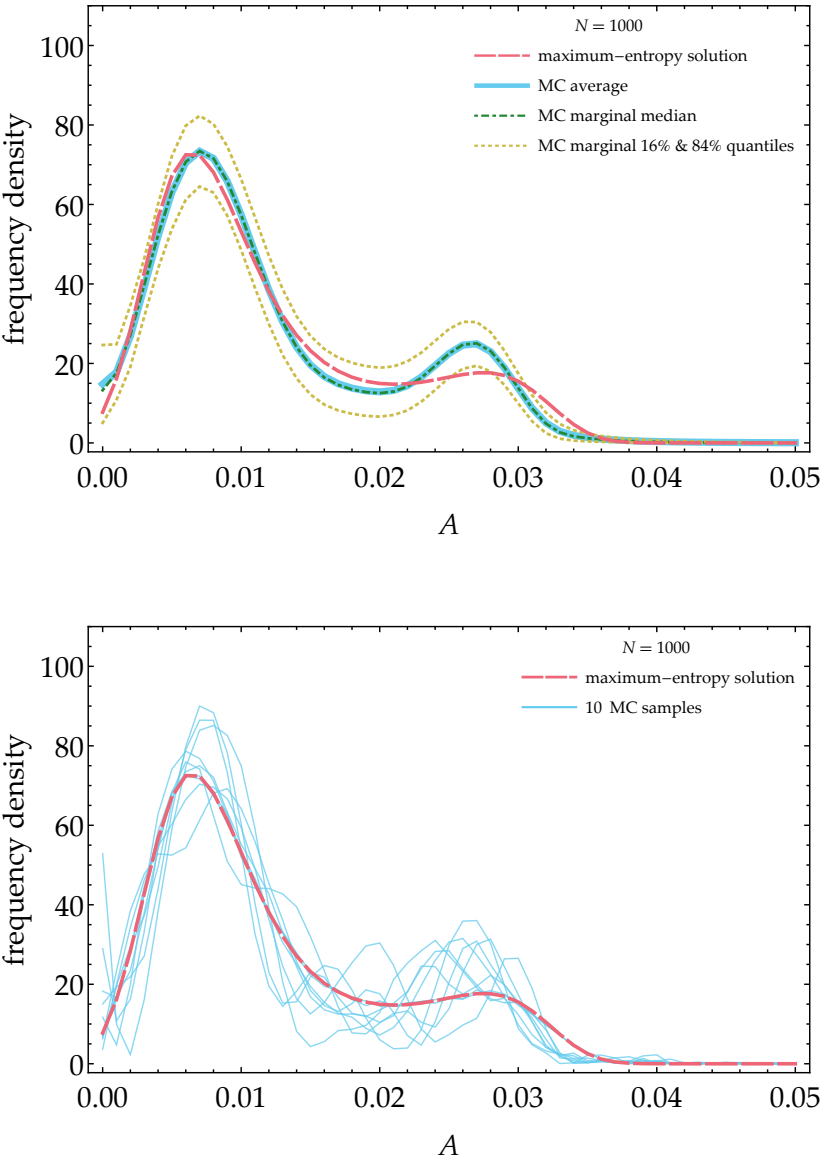 N = 1000
maximum−entropy solution
MC average
MC marginal median
MC marginal 16% & 84% quantiles
frequency density
100
80
60
40
20
0
0.00 0.01 0.02 0.03 0.04 0.05
A
N = 1000
maximum−entropy solution
10 MC samples
frequency density
100
80
60
40
20
0
0.00 0.01 0.02 0.03 0.04 0.05
A